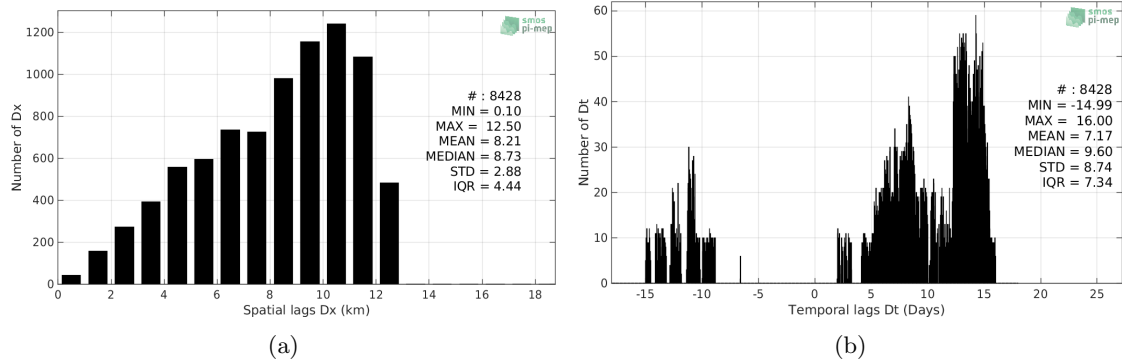 1200
1000
800
600
400
200
0
Number of Dx
0 2 4 6 8 10 12 14 16 18
Spatial lags Dx (km)
smos
pi-mep
# : 8428
MIN = 0.10
MAX = 12.50
MEAN = 8.21
MEDIAN = 8.73
STD = 2.88
IQR = 4.44
(a)
60
50
40
30
20
10
0
Number of Dt
-15 -10 -5 0 5 10 15 20 25
Temporal lags Dt (Days)
smos
pi-mep
# : 8428
MIN = -14.99
MAX = 16.00
MEAN = 7.17
MEDIAN = 9.60
STD = 8.74
IQR = 7.34
(b)